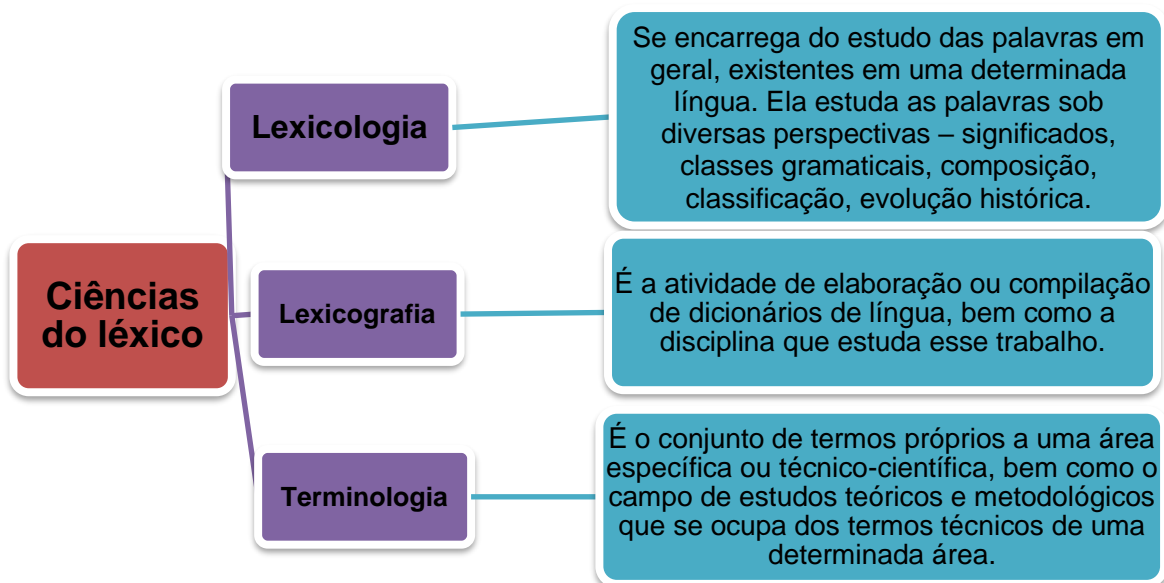 Ciências
do léxico
Lexicologia
Se encarrega do estudo das palavras em
geral, existentes em uma determinada
língua. Ela estuda as palavras sob
diversas perspectivas – significados,
classes gramaticais, composição,
classificação, evolução histórica.
Lexicografia
É a atividade de elaboração ou compilação
de dicionários de língua, bem como a
disciplina que estuda esse trabalho.
Terminologia
É o conjunto de termos próprios a uma área
específica ou técnico-científica, bem como o
campo de estudos teóricos e metodológicos
que se ocupa dos termos técnicos de uma
determinada área.